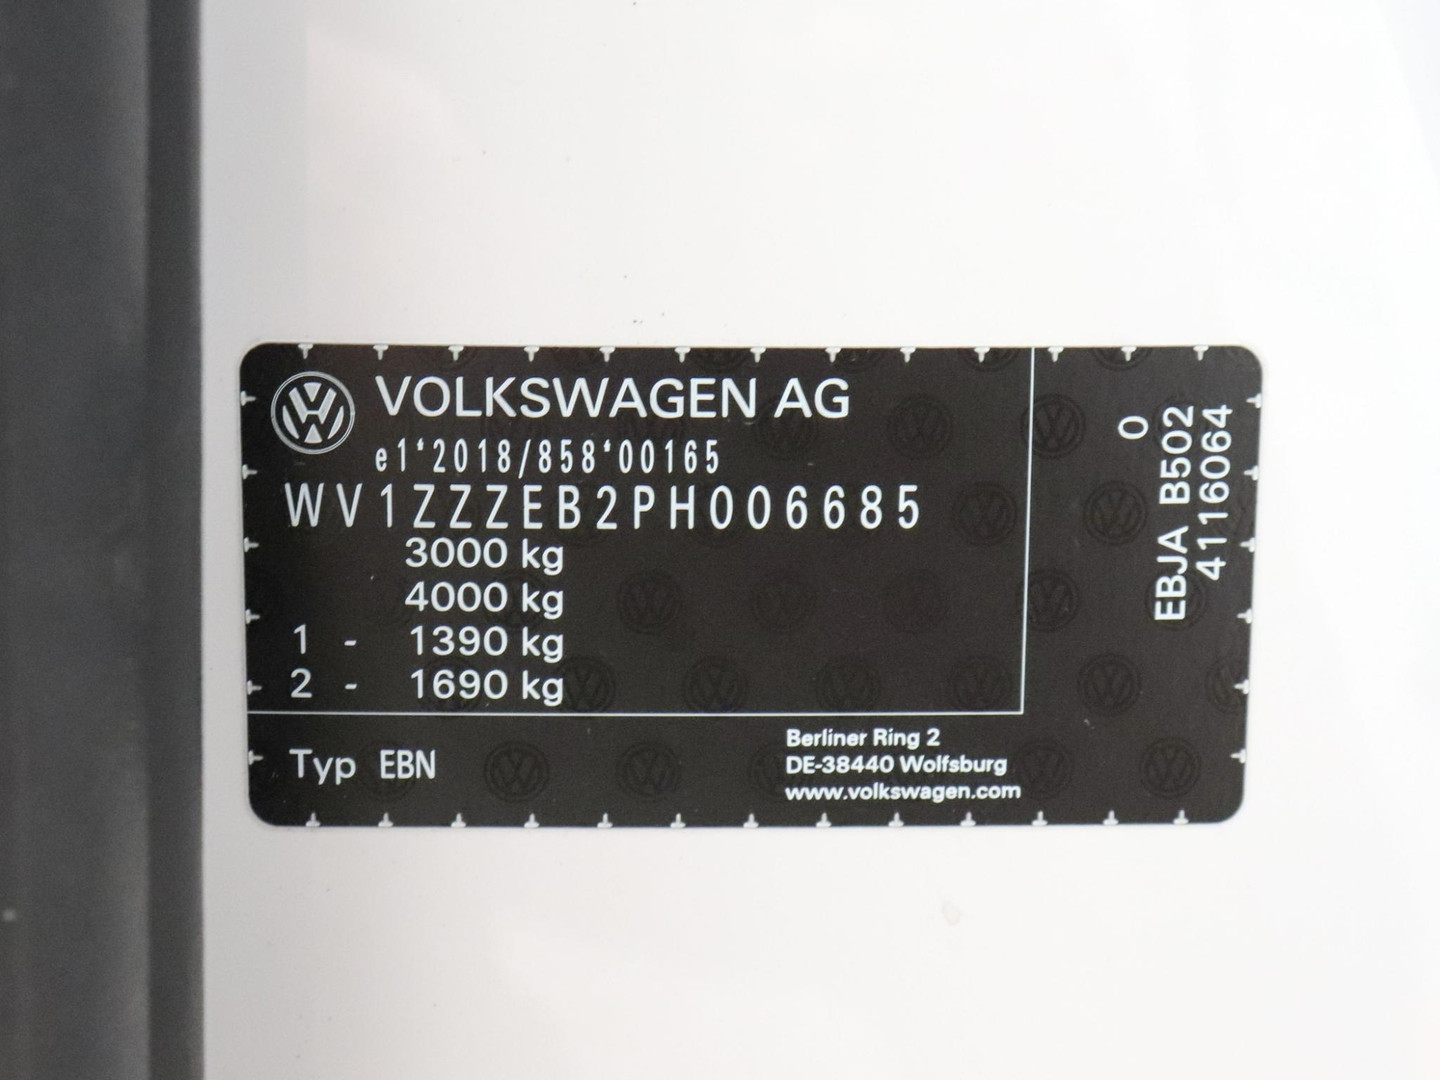 VOLKSWAGEN AG
e1*2018/858*00165
WV1ZZZEB2PH006685
3000 kg
4000 kg
1 - 1390 kg
2 - 1690 kg
Typ EBN
Berliner Ring 2
DE-38440 Wolfsburg
www.volkswagen.com
0
EBJA B502
4116064